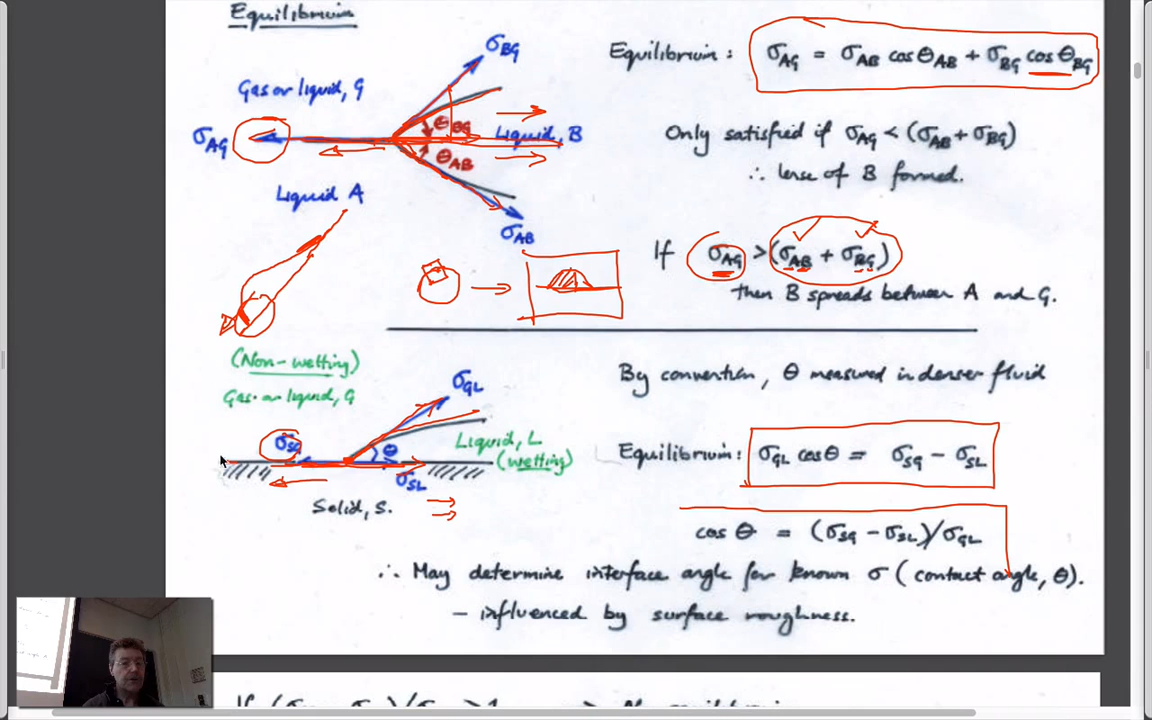 Equilibrium
σBG
Equilibrium : σAG = σAB cos θAB + σBG cos θBG
Gas or liquid, G
σAG
θBG
Liquid, B
θAB
Only satisfied if σAG < (σAB + σBG)
∴ lense of B formed.
Liquid A
σAB
If σAG > (σAB + σBG)
then B spreads between A and G.
(Non-wetting)
Gas or liquid, G
σGL
By convention, θ measured in denser fluid
σSG
θ
Liquid, L
(wetting)
σSL
Equilibrium: σGL cos θ = σSG - σSL
Solid, S.
cos θ = (σSG - σSL)/σGL
∴ May determine interface angle for known σ (contact angle, θ).
- influenced by surface roughness.